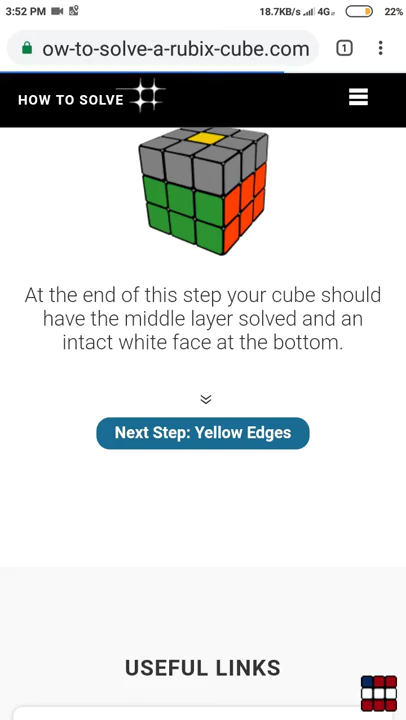 3:52 PM
18.7KB/s 4G 22%
ow-to-solve-a-rubix-cube.com
1
HOW TO SOLVE
At the end of this step your cube should
have the middle layer solved and an
intact white face at the bottom.
Next Step: Yellow Edges
USEFUL LINKS